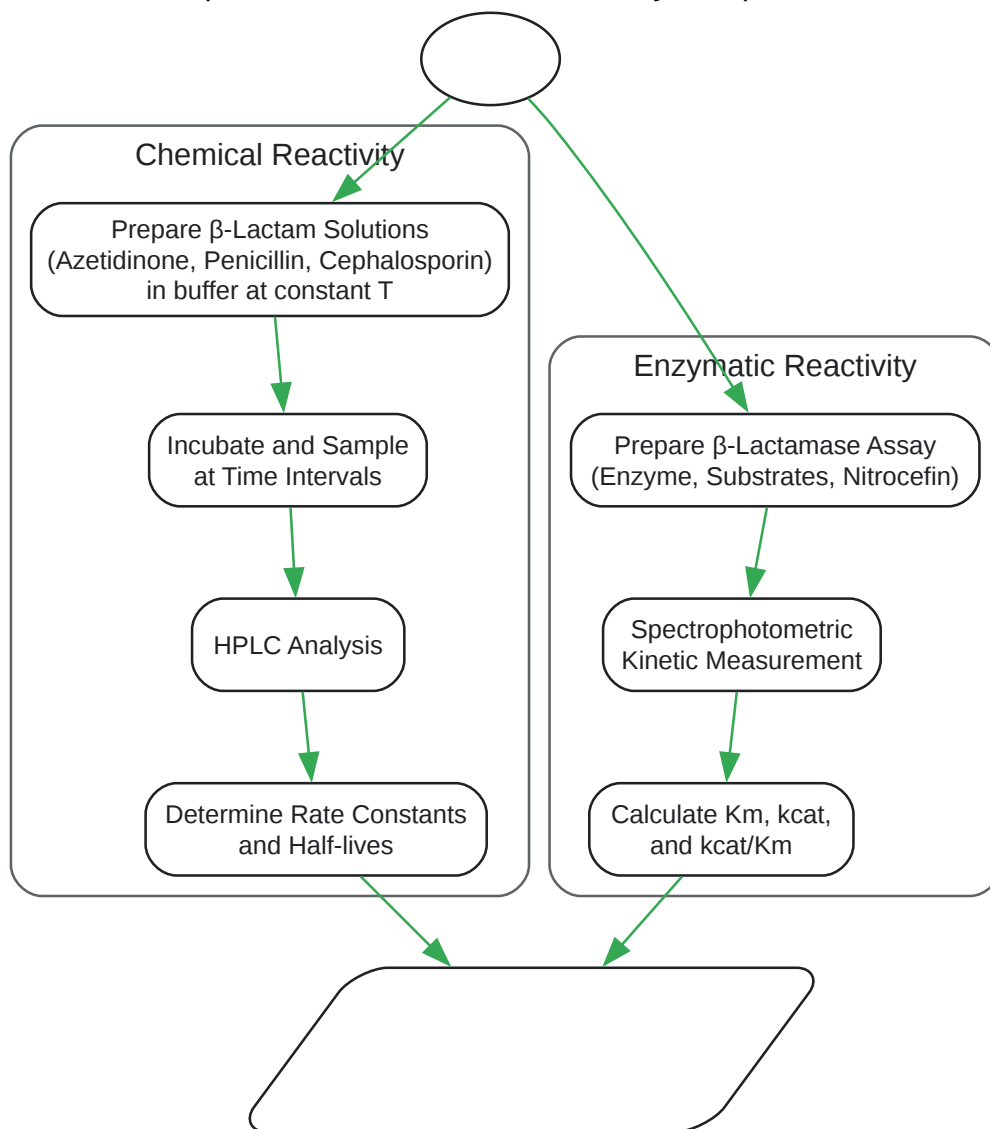 Chemical Reactivity
Prepare β-Lactam Solutions
(Azetidinone, Penicillin, Cephalosporin)
in buffer at constant T
Incubate and Sample
at Time Intervals
HPLC Analysis
Determine Rate Constants
and Half-lives
Enzymatic Reactivity
Prepare β-Lactamase Assay
(Enzyme, Substrates, Nitrocefin)
Spectrophotometric
Kinetic Measurement
Calculate Km, kcat,
and kcat/Km